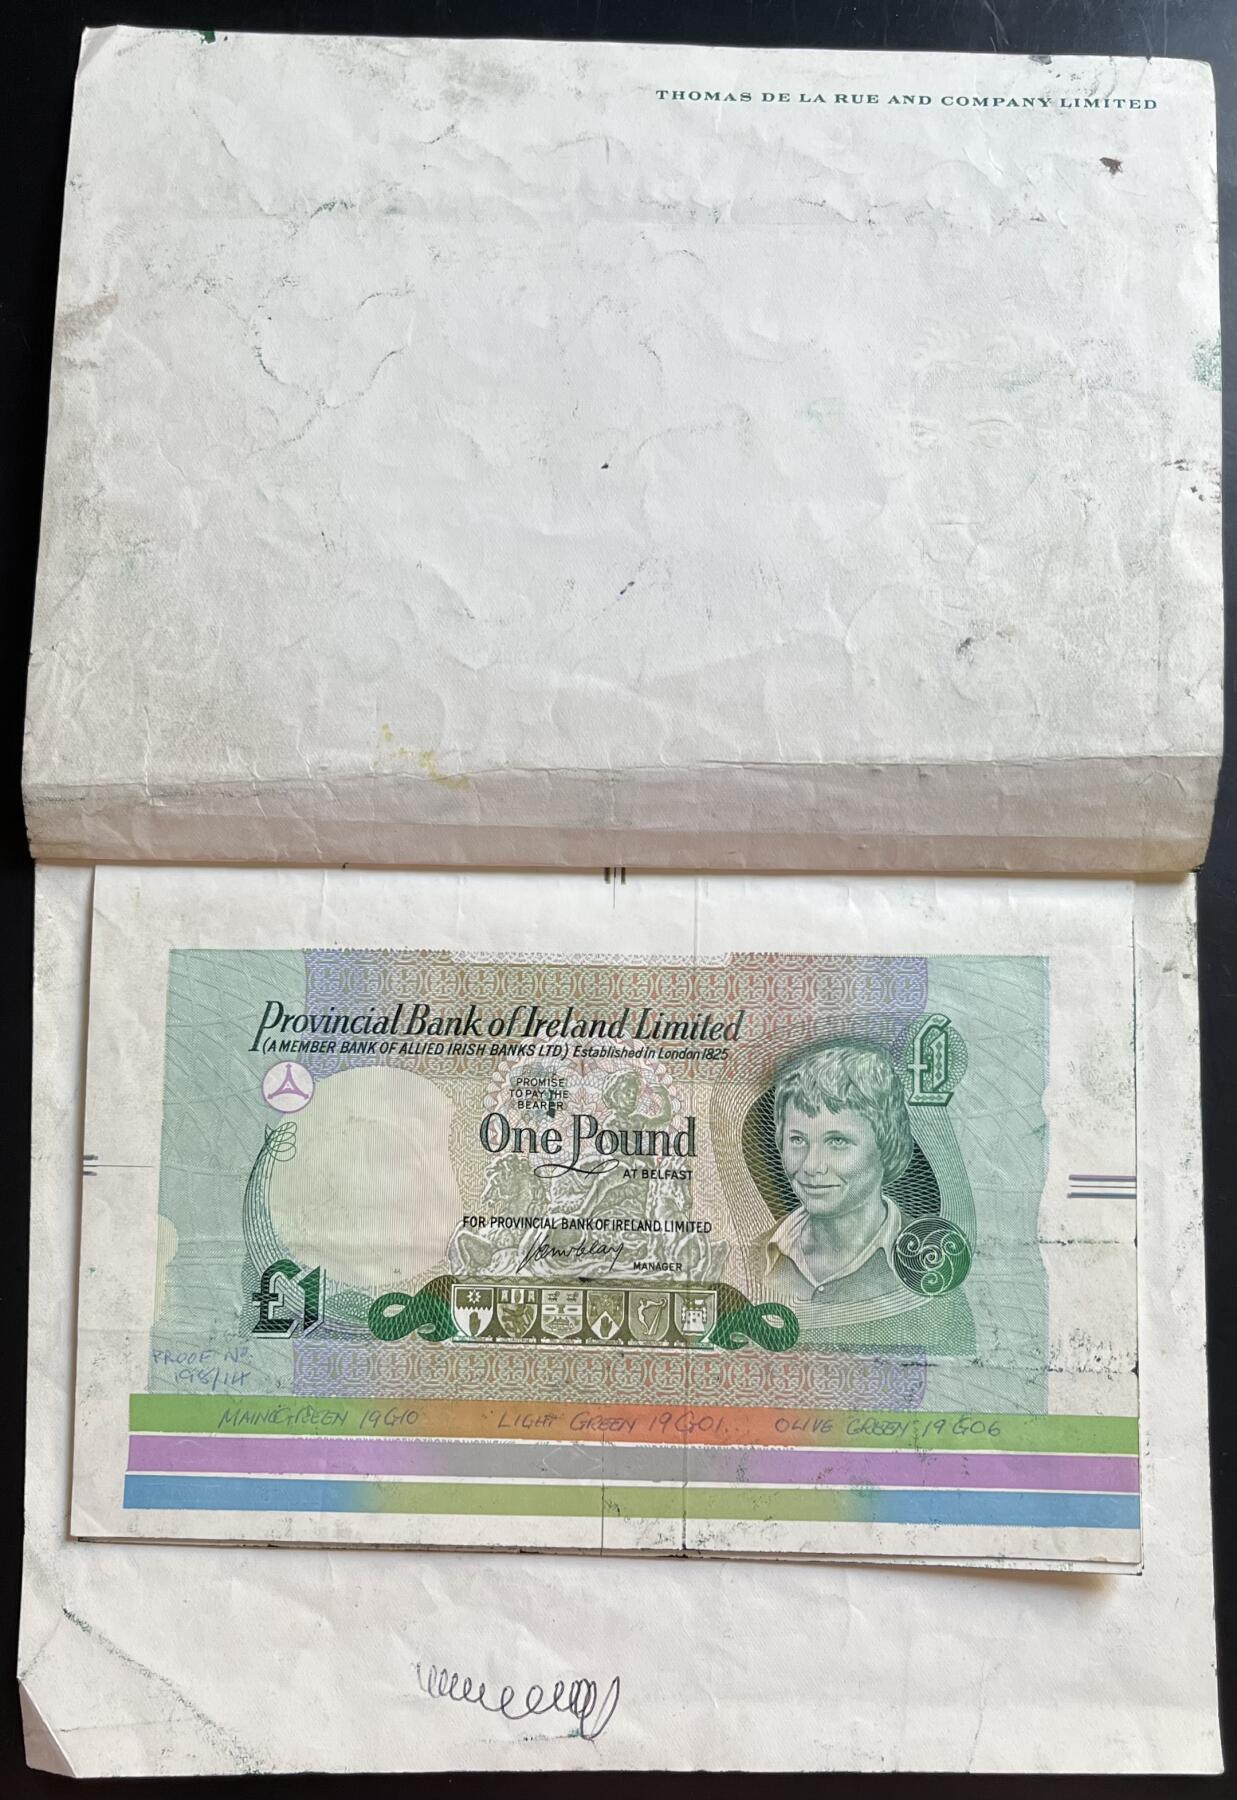 THOMAS DE LA RUE AND COMPANY LIMITED
Provincial Bank of Ireland Limited
(A MEMBER BANK OF ALLIED IRISH BANKS LTD) Established in London 1825
£
PROMISE
TO PAY THE
BEARER
One Pound
AT BELFAST
FOR PROVINCIAL BANK OF IRELAND LIMITED
MANAGER
£1
PROOF No.
198/14
MAIN GREEN 19G10 LIGHT GREEN 19G01. OLIVE GREEN 19G06